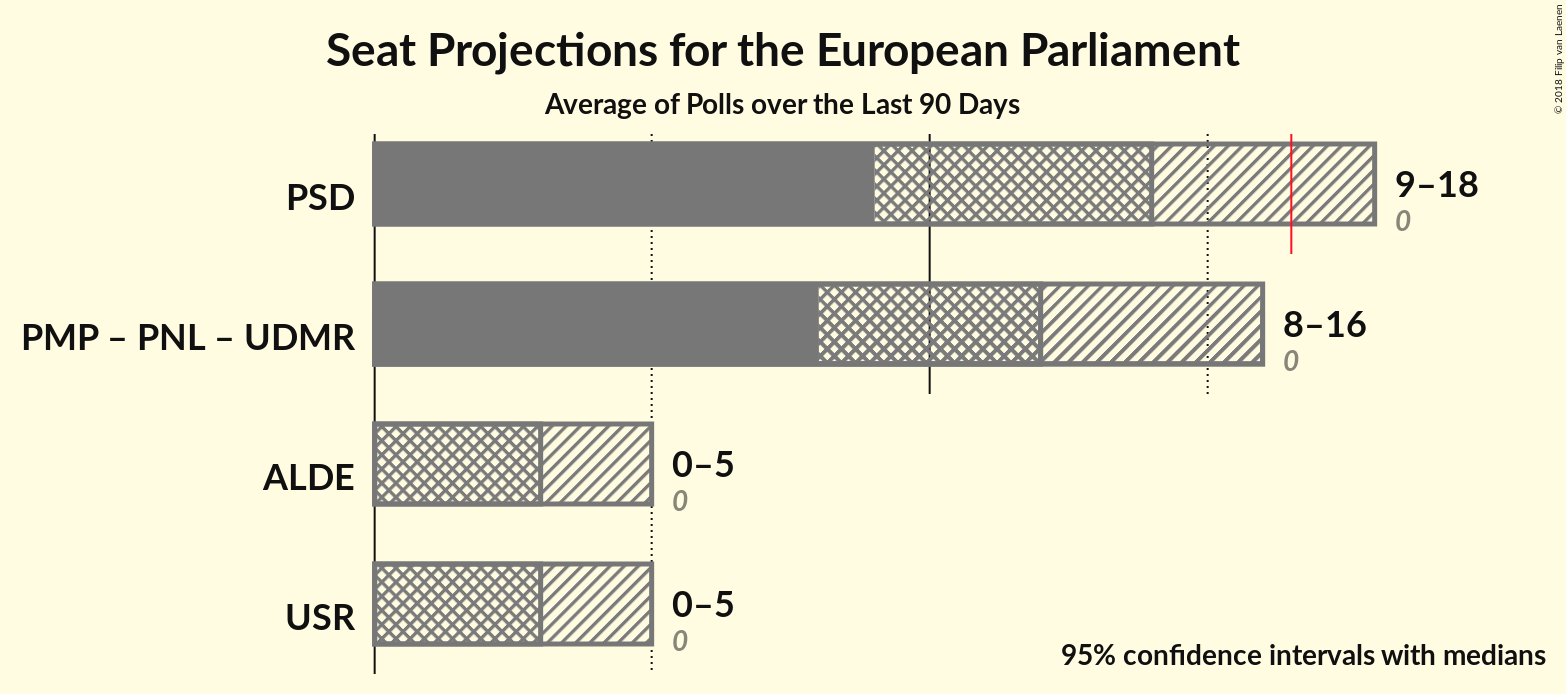 Seat Projections for the European Parliament
Average of Polls over the Last 90 Days
© 2018 Filip van Laenen
PSD
9–18
0
PMP – PNL – UDMR
8–16
0
ALDE
0–5
0
USR
0–5
0
95% confidence intervals with medians